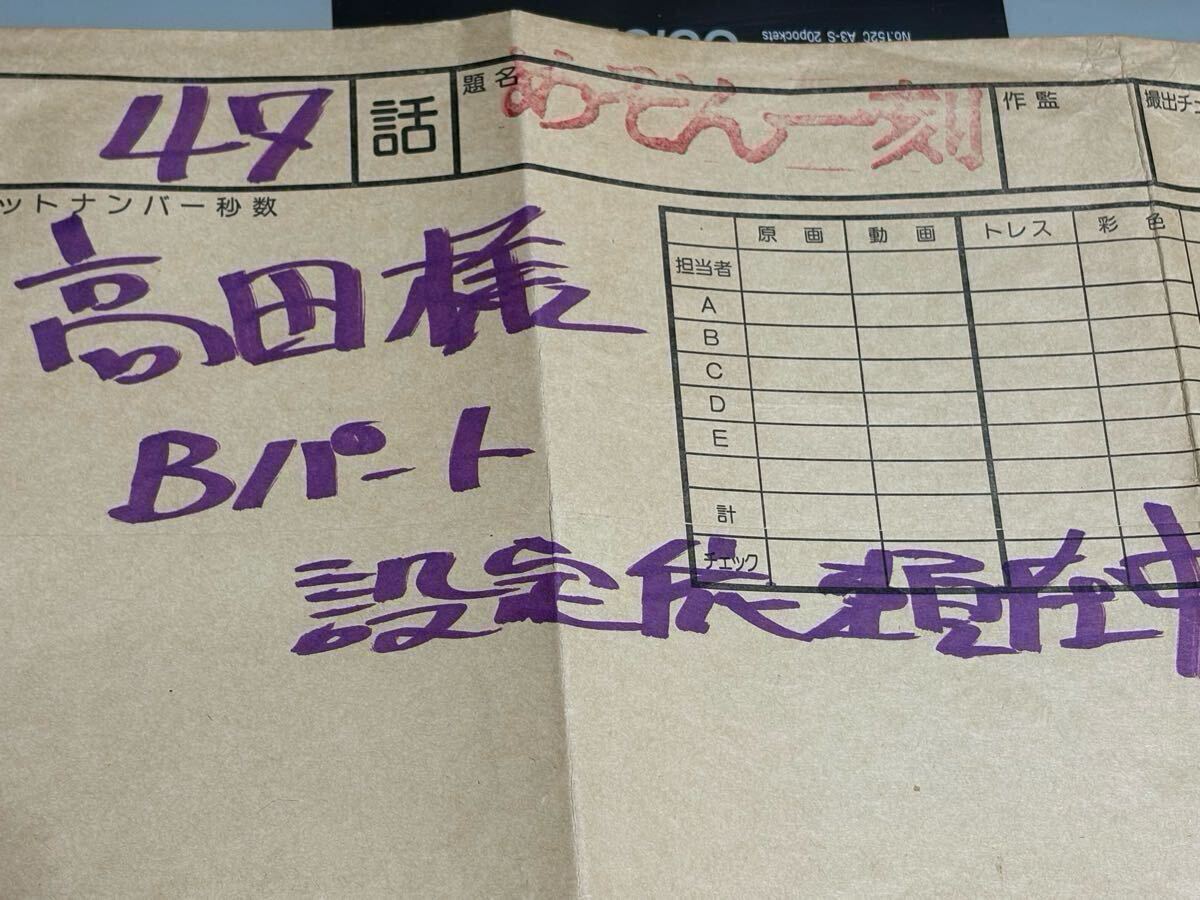 No.152C A3-S 20pockets
47 話 題名 めぞん一刻 作監 撮出チ
ットナンバー秒数
高田様
Bパート
設定依頼在中
原画 動画 トレス 彩色
担当者
A
B
C
D
E
計
チェック